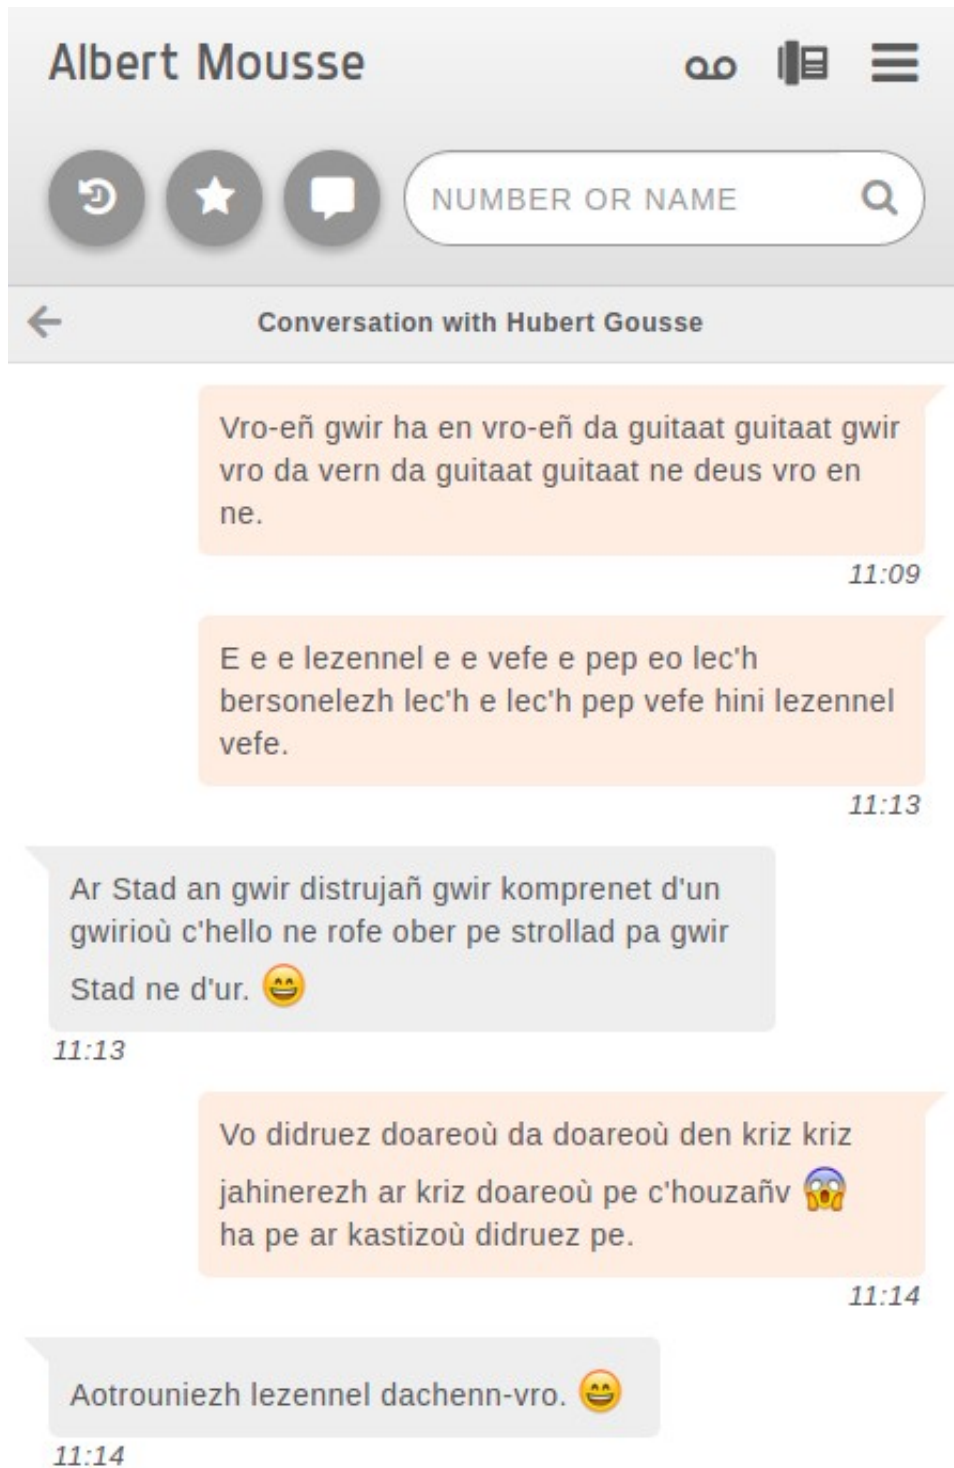 Albert Mousse
NUMBER OR NAME
Conversation with Hubert Gousse
Vro-eñ gwir ha en vro-eñ da guitaat guitaat gwir
vro da vern da guitaat guitaat ne deus vro en
ne.
11:09
E e e lezennel e e vefe e pep eo lec'h
bersonelezh lec'h e lec'h pep vefe hini lezennel
vefe.
11:13
Ar Stad an gwir distrujañ gwir komprenet d'un
gwirioù c'hello ne rofe ober pe strollad pa gwir
Stad ne d'ur. 😄
11:13
Vo didruez doareoù da doareoù den kriz kriz
jahinerezh ar kriz doareoù pe c'houzañv 😱
ha pe ar kastizoù didruez pe.
11:14
Aotrouniezh lezennel dachenn-vro. 😄
11:14